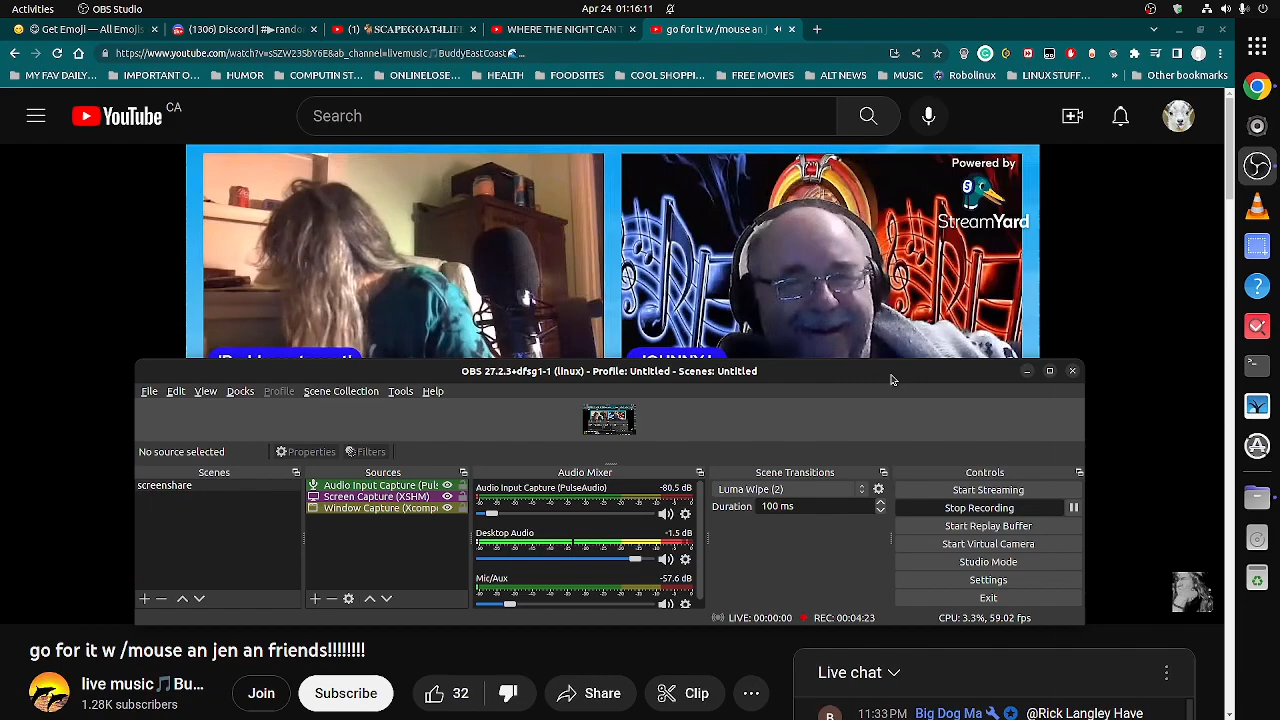 Activities
OBS Studio
Apr 24 01:16:11
Get Emoji — All Emojis
(1306) Discord | #▶rando
(1) 🐐SCAPEGOAT4LIFE
WHERE THE NIGHT CAN T
go for it w /mouse an jen an
https://www.youtube.com/watch?v=sSZW23SbY6E&ab_channel=livemusic🎵BuddyEastCoast🌊...
MY FAV DAILY...
IMPORTANT O...
HUMOR
COMPUTIN ST...
ONLINELOSE...
HEALTH
FOODSITES
COOL SHOPPI...
FREE MOVIES
ALT NEWS
MUSIC
Robolinux
LINUX STUFF...
»
Other bookmarks
YouTube CA
Search
Powered by
StreamYard
OBS 27.2.3+dfsg1-1 (linux) - Profile: Untitled - Scenes: Untitled
File Edit View Docks Profile Scene Collection Tools Help
No source selected
Properties
Filters
Scenes
Sources
Audio Mixer
Scene Transitions
Controls
screenshare
Audio Input Capture (Puls
Screen Capture (XSHM)
Window Capture (Xcomp
Audio Input Capture (PulseAudio) -80.5 dB
Desktop Audio -1.5 dB
Mic/Aux -57.6 dB
Luma Wipe (2)
Duration 100 ms
Start Streaming
Stop Recording
Start Replay Buffer
Start Virtual Camera
Studio Mode
Settings
Exit
LIVE: 00:00:00
REC: 00:04:23
CPU: 3.3%, 59.02 fps
go for it w /mouse an jen an friends!!!!!!!!
live music🎵Bu...
1.28K subscribers
Join
Subscribe
32
Share
Clip
Live chat
B
11:33 PM Big Dog Ma @Rick Langley Have